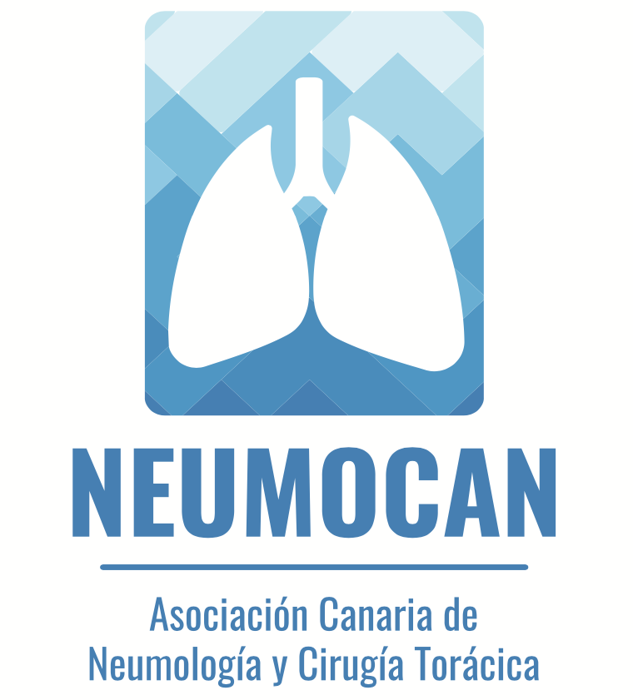 NEUMOCAN
Asociación Canaria de
Neumología y Cirugía Torácica